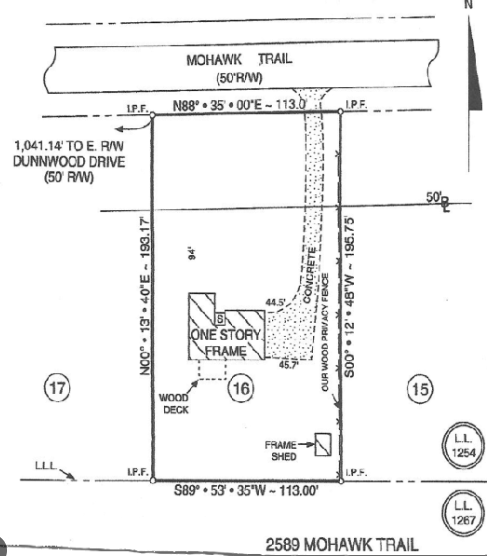 N
MOHAWK TRAIL
(50'R/W)
I.P.F.
N88° • 35' • 00"E ~ 113.0
I.P.F.
1,041.14' TO E. R/W
DUNNWOOD DRIVE
(50' R/W)
50' BL
N00° • 13' • 40"E ~ 193.17'
94'
CONCRETE
OUR WOOD PRIVACY FENCE
S00° • 12' • 48"W ~ 195.75'
44.5'
S
ONE STORY
FRAME
45.7'
17
WOOD
DECK
16
15
FRAME
SHED
L.L.
1254
L.L.L.
I.P.F.
I.P.F.
S89° • 53' • 35"W ~ 113.00'
L.L.
1267
2589 MOHAWK TRAIL